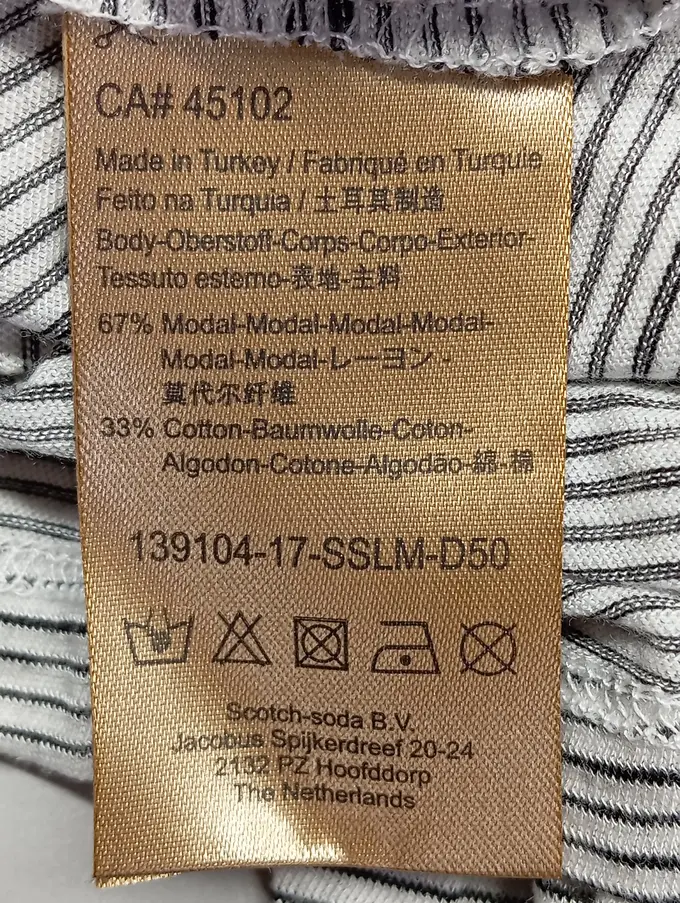 CA# 45102
Made in Turkey / Fabriqué en Turquie
Feito na Turquia / 土耳其制造
Body-Oberstoff-Corps-Corpo-Exterior-
Tessuto esterno-表地-主料
67% Modal-Modal-Modal-Modal-
Modal-Modal-レーヨン -
莫代尔纤维
33% Cotton-Baumwolle-Coton-
Algodon-Cotone-Algodão-綿-棉
139104-17-SSLM-D50
Scotch-soda B.V.
Jacobus Spijkerdreef 20-24
2132 PZ Hoofddorp
The Netherlands